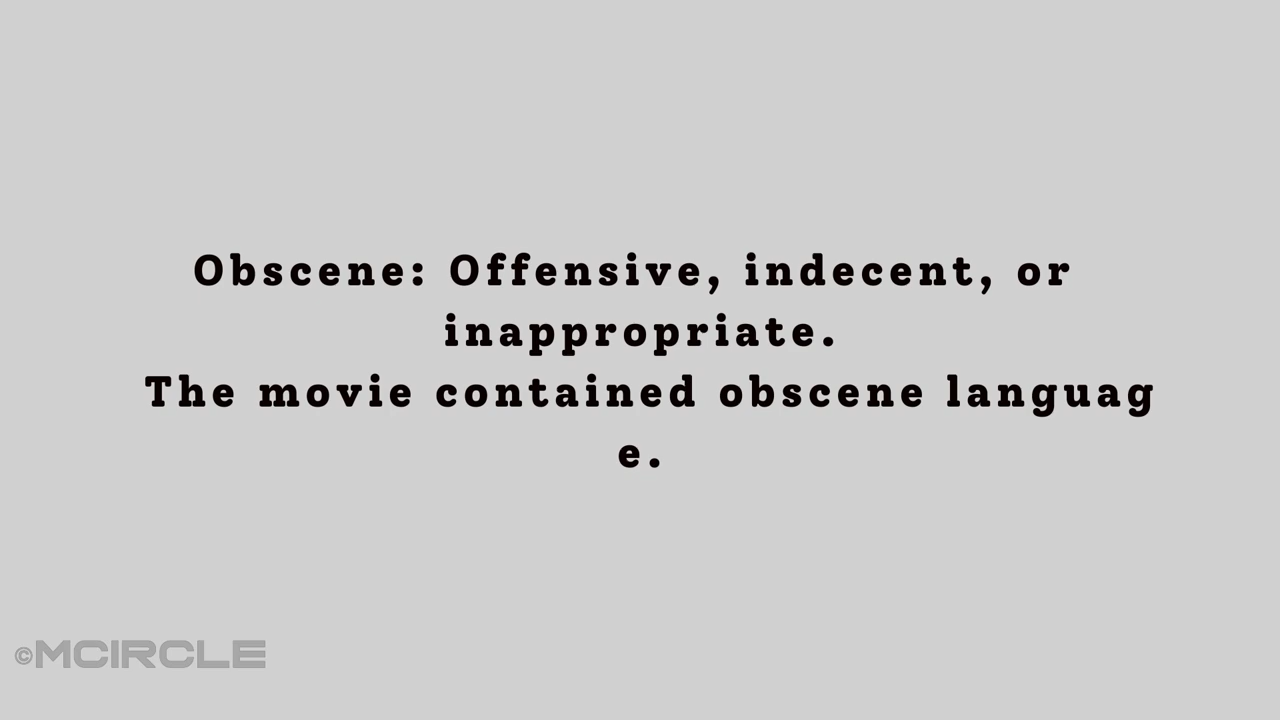 Obscene: Offensive, indecent, or
inappropriate.
The movie contained obscene languag
e.
©MCIRCLE